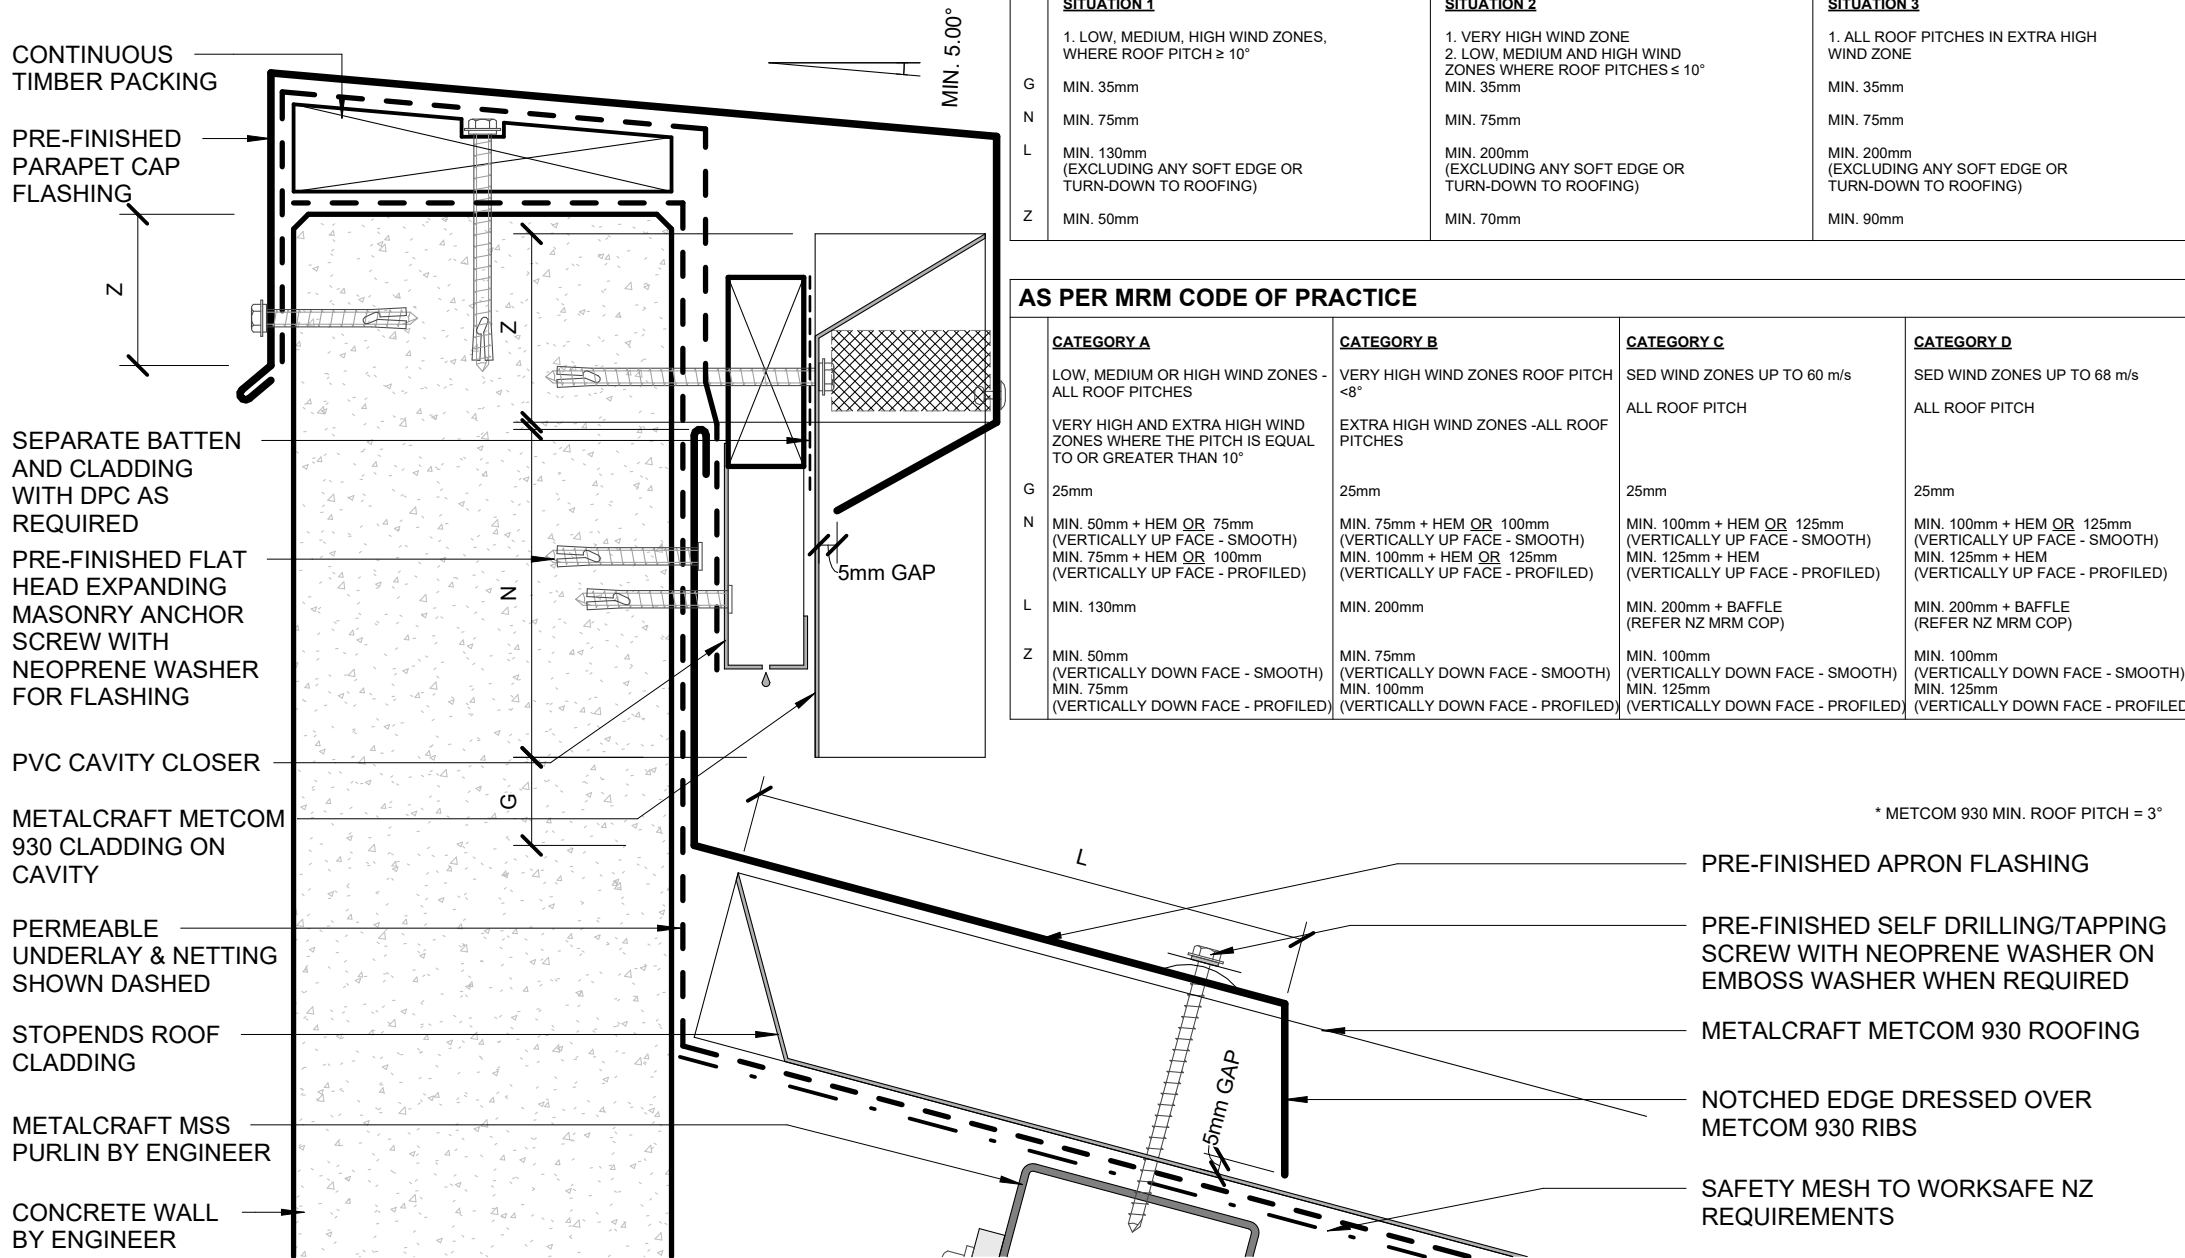 CONTINUOUS
TIMBER PACKING
PRE-FINISHED
PARAPET CAP
FLASHING
Z
SEPARATE BATTEN
AND CLADDING
WITH DPC AS
REQUIRED
PRE-FINISHED FLAT
HEAD EXPANDING
MASONRY ANCHOR
SCREW WITH
NEOPRENE WASHER
FOR FLASHING
PVC CAVITY CLOSER
METALCRAFT METCOM
930 CLADDING ON
CAVITY
PERMEABLE
UNDERLAY & NETTING
SHOWN DASHED
STOPENDS ROOF
CLADDING
METALCRAFT MSS
PURLIN BY ENGINEER
CONCRETE WALL
BY ENGINEER
MIN. 5.00°
Z
N
G
5mm GAP
L
5mm GAP
SITUATION 1
1. LOW, MEDIUM, HIGH WIND ZONES,
WHERE ROOF PITCH ≥ 10°
SITUATION 2
1. VERY HIGH WIND ZONE
2. LOW, MEDIUM AND HIGH WIND
ZONES WHERE ROOF PITCHES ≤ 10°
SITUATION 3
1. ALL ROOF PITCHES IN EXTRA HIGH
WIND ZONE
G MIN. 35mm MIN. 35mm MIN. 35mm
N MIN. 75mm MIN. 75mm MIN. 75mm
L MIN. 130mm MIN. 200mm MIN. 200mm
(EXCLUDING ANY SOFT EDGE OR (EXCLUDING ANY SOFT EDGE OR (EXCLUDING ANY SOFT EDGE OR
TURN-DOWN TO ROOFING) TURN-DOWN TO ROOFING) TURN-DOWN TO ROOFING)
Z MIN. 50mm MIN. 70mm MIN. 90mm
AS PER MRM CODE OF PRACTICE
CATEGORY A
LOW, MEDIUM OR HIGH WIND ZONES -
ALL ROOF PITCHES
VERY HIGH AND EXTRA HIGH WIND
ZONES WHERE THE PITCH IS EQUAL
TO OR GREATER THAN 10°
CATEGORY B
VERY HIGH WIND ZONES ROOF PITCH
<8°
EXTRA HIGH WIND ZONES -ALL ROOF
PITCHES
CATEGORY C
SED WIND ZONES UP TO 60 m/s
ALL ROOF PITCH
CATEGORY D
SED WIND ZONES UP TO 68 m/s
ALL ROOF PITCH
G 25mm 25mm 25mm 25mm
N MIN. 50mm + HEM OR 75mm MIN. 75mm + HEM OR 100mm MIN. 100mm + HEM OR 125mm MIN. 100mm + HEM OR 125mm
(VERTICALLY UP FACE - SMOOTH) (VERTICALLY UP FACE - SMOOTH) (VERTICALLY UP FACE - SMOOTH) (VERTICALLY UP FACE - SMOOTH)
MIN. 75mm + HEM OR 100mm MIN. 100mm + HEM OR 125mm MIN. 125mm + HEM MIN. 125mm + HEM
(VERTICALLY UP FACE - PROFILED) (VERTICALLY UP FACE - PROFILED) (VERTICALLY UP FACE - PROFILED) (VERTICALLY UP FACE - PROFILED)
L MIN. 130mm MIN. 200mm MIN. 200mm + BAFFLE MIN. 200mm + BAFFLE
(REFER NZ MRM COP) (REFER NZ MRM COP)
Z MIN. 50mm MIN. 75mm MIN. 100mm MIN. 100mm
(VERTICALLY DOWN FACE - SMOOTH) (VERTICALLY DOWN FACE - SMOOTH) (VERTICALLY DOWN FACE - SMOOTH) (VERTICALLY DOWN FACE - SMOOTH)
MIN. 75mm MIN. 100mm MIN. 125mm MIN. 125mm
(VERTICALLY DOWN FACE - PROFILED) (VERTICALLY DOWN FACE - PROFILED) (VERTICALLY DOWN FACE - PROFILED) (VERTICALLY DOWN FACE - PROFILED
* METCOM 930 MIN. ROOF PITCH = 3°
PRE-FINISHED APRON FLASHING
PRE-FINISHED SELF DRILLING/TAPPING
SCREW WITH NEOPRENE WASHER ON
EMBOSS WASHER WHEN REQUIRED
METALCRAFT METCOM 930 ROOFING
NOTCHED EDGE DRESSED OVER
METCOM 930 RIBS
SAFETY MESH TO WORKSAFE NZ
REQUIREMENTS